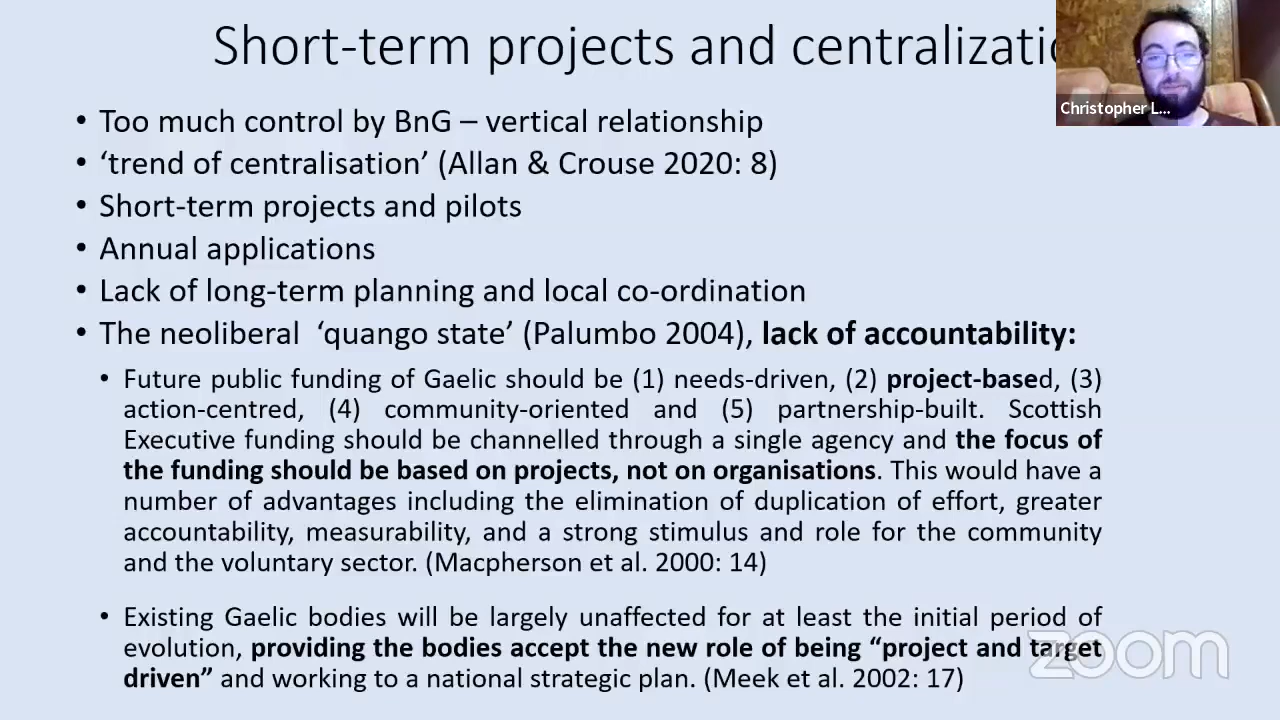 Short-term projects and centralizatio
Christopher L...
• Too much control by BnG – vertical relationship
• ‘trend of centralisation’ (Allan & Crouse 2020: 8)
• Short-term projects and pilots
• Annual applications
• Lack of long-term planning and local co-ordination
• The neoliberal ‘quango state’ (Palumbo 2004), lack of accountability:
• Future public funding of Gaelic should be (1) needs-driven, (2) project-based, (3)
action-centred, (4) community-oriented and (5) partnership-built. Scottish
Executive funding should be channelled through a single agency and the focus of
the funding should be based on projects, not on organisations. This would have a
number of advantages including the elimination of duplication of effort, greater
accountability, measurability, and a strong stimulus and role for the community
and the voluntary sector. (Macpherson et al. 2000: 14)
• Existing Gaelic bodies will be largely unaffected for at least the initial period of
evolution, providing the bodies accept the new role of being “project and target
driven” and working to a national strategic plan. (Meek et al. 2002: 17)
zoom